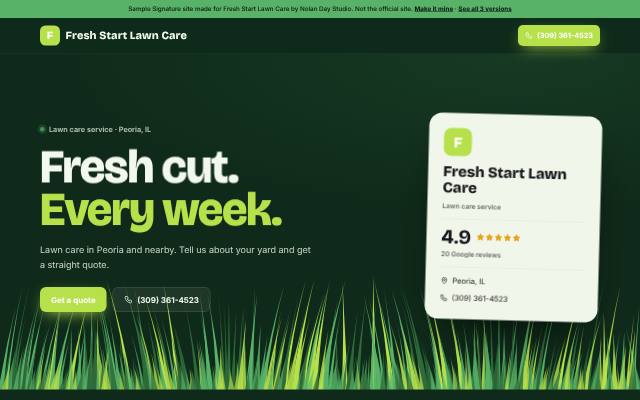 Sample Signature site made for Fresh Start Lawn Care by Nolan Day Studio. Not the official site. Make it mine · See all 3 versions
F Fresh Start Lawn Care
(309) 361-4523
Lawn care service · Peoria, IL
Fresh cut.
Every week.
Lawn care in Peoria and nearby. Tell us about your yard and get
a straight quote.
Get a quote
(309) 361-4523
F
Fresh Start Lawn
Care
Lawn care service
4.9
20 Google reviews
Peoria, IL
(309) 361-4523